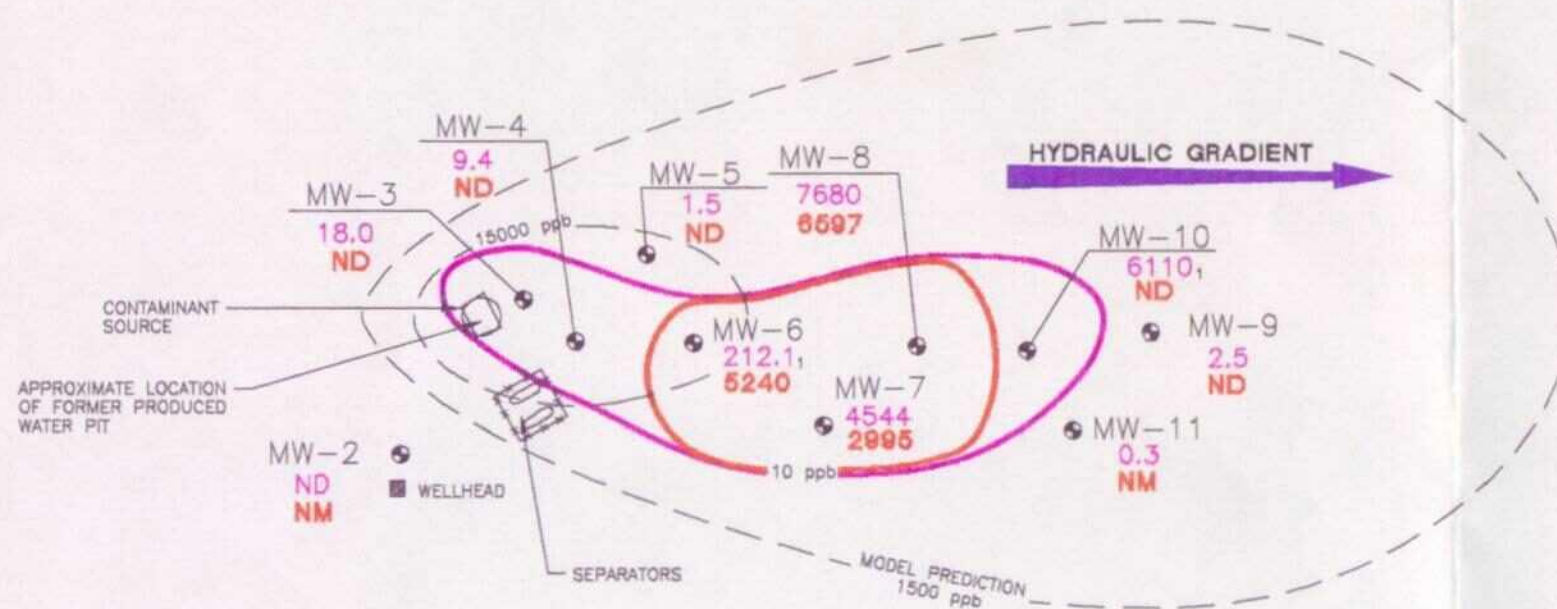 MW-4
9.4
ND
MW-3
18.0
ND
15000 ppb
MW-5
1.5
ND
MW-8
7680
6597
HYDRAULIC GRADIENT
MW-10
6110,
ND
CONTAMINANT
SOURCE
MW-6
212.1,
5240
MW-9
2.5
ND
APPROXIMATE LOCATION
OF FORMER PRODUCED
WATER PIT
MW-7
4544
2995
MW-11
0.3
NM
MW-2
ND
NM
WELLHEAD
10 ppb
SEPARATORS
MODEL PREDICTION
1500 ppb